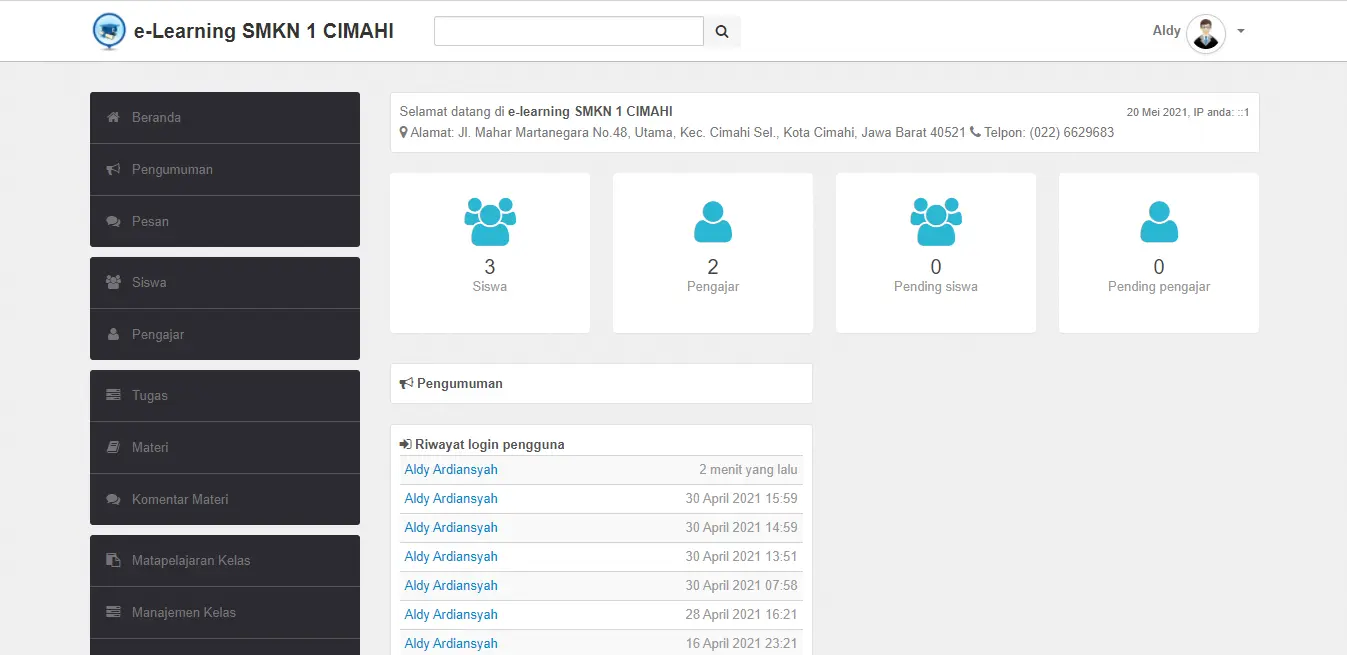 e-Learning SMKN 1 CIMAHI
Aldy
Beranda
Pengumuman
Pesan
Siswa
Pengajar
Tugas
Materi
Komentar Materi
Matapelajaran Kelas
Manajemen Kelas
Selamat datang di e-learning SMKN 1 CIMAHI
20 Mei 2021, IP anda: ::1
Alamat: Jl. Mahar Martanegara No.48, Utama, Kec. Cimahi Sel., Kota Cimahi, Jawa Barat 40521 Telpon: (022) 6629683
3
Siswa
2
Pengajar
0
Pending siswa
0
Pending pengajar
Pengumuman
Riwayat login pengguna
Aldy Ardiansyah 2 menit yang lalu
Aldy Ardiansyah 30 April 2021 15:59
Aldy Ardiansyah 30 April 2021 14:59
Aldy Ardiansyah 30 April 2021 13:51
Aldy Ardiansyah 30 April 2021 07:58
Aldy Ardiansyah 28 April 2021 16:21
Aldy Ardiansyah 16 April 2021 23:21